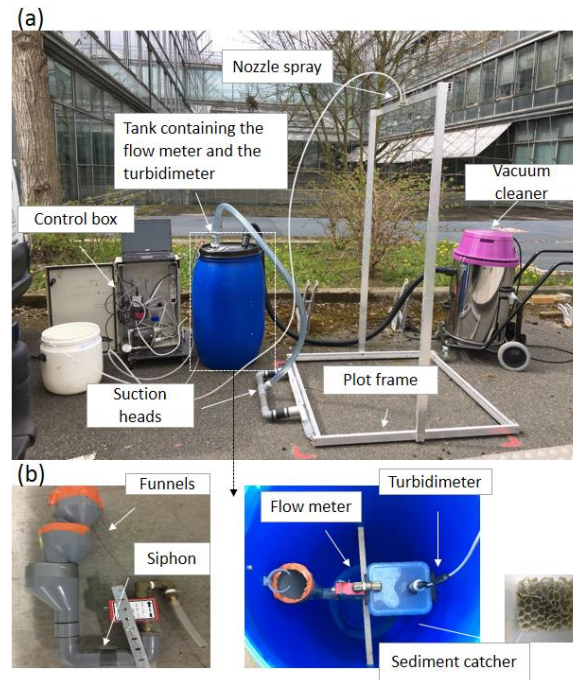 (a)
Nozzle spray
Tank containing the
flow meter and the
turbidimeter
Vacuum
cleaner
Control box
Suction
heads
Plot frame
(b)
Funnels
Siphon
Flow meter
Turbidimeter
Sediment catcher